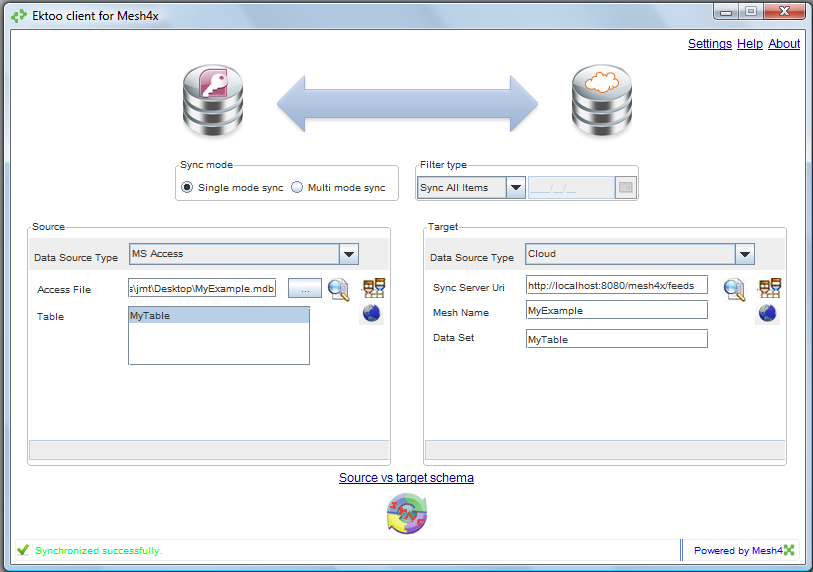 Ektoo client for Mesh4x
Settings Help About
Sync mode
Single mode sync Multi mode sync
Filter type
Sync All Items __/__/__
Source
Data Source Type MS Access
Access File s\jmt\Desktop\MyExample.mdb ...
Table MyTable
Target
Data Source Type Cloud
Sync Server Uri http://localhost:8080/mesh4x/feeds
Mesh Name MyExample
Data Set MyTable
Source vs target schema
SYNC
Synchronized successfully.
Powered by Mesh4x